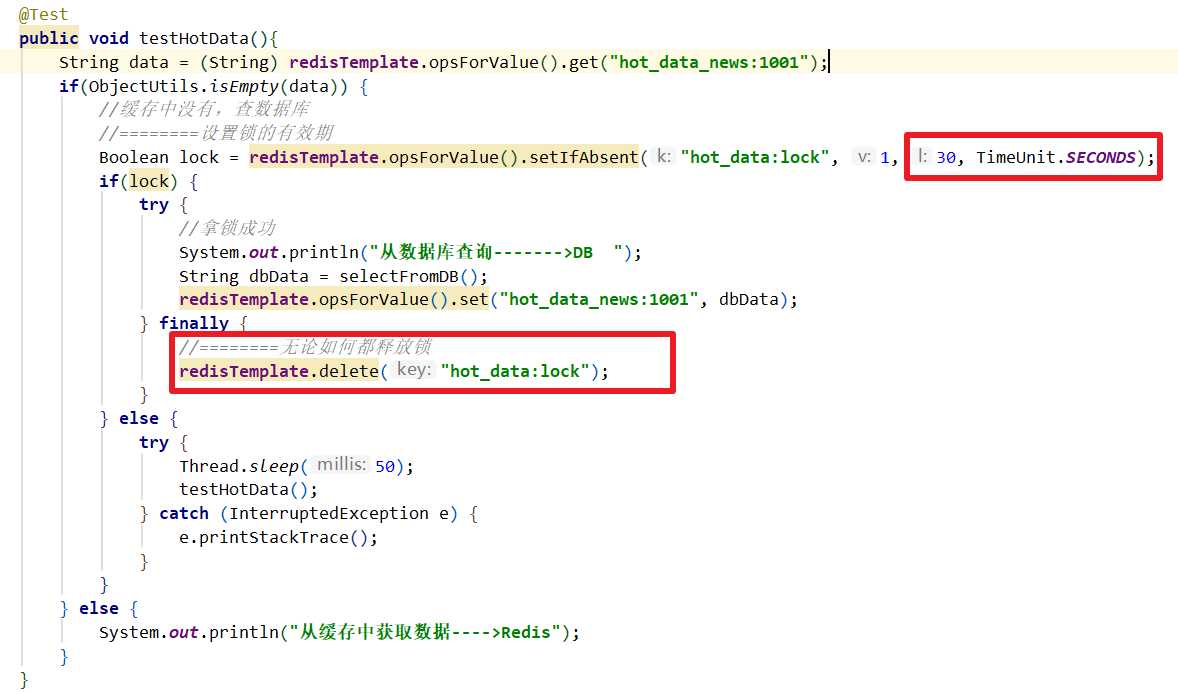 @Test
public void testHotData(){
String data = (String) redisTemplate.opsForValue().get("hot_data_news:1001");
if(ObjectUtils.isEmpty(data)) {
//缓存中没有，查数据库
//========设置锁的有效期
Boolean lock = redisTemplate.opsForValue().setIfAbsent( k: "hot_data:lock", v: 1, l: 30, TimeUnit.SECONDS);
if(lock) {
try {
//拿锁成功
System.out.println("从数据库查询------->DB  ");
String dbData = selectFromDB();
redisTemplate.opsForValue().set("hot_data_news:1001", dbData);
} finally {
//========无论如何都释放锁
redisTemplate.delete( key: "hot_data:lock");
}
} else {
try {
Thread.sleep( millis: 50);
testHotData();
} catch (InterruptedException e) {
e.printStackTrace();
}
}
} else {
System.out.println("从缓存中获取数据---->Redis");
}
}